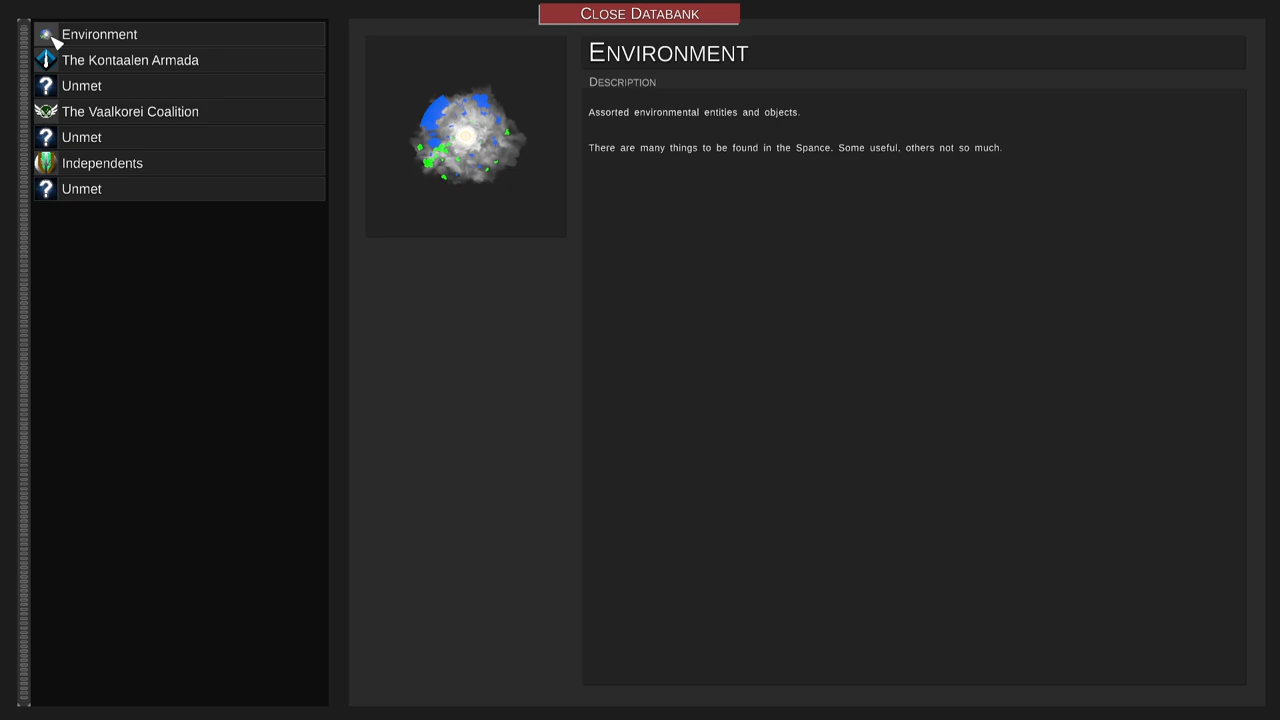 CLOSE DATABANK
Environment
The Kontaalen Armada
Unmet
The Vaalkorei Coalition
Unmet
Independents
Unmet
ENVIRONMENT
DESCRIPTION
Assorted environmental entities and objects.
There are many things to be found in the Spance. Some useful, others not so much.